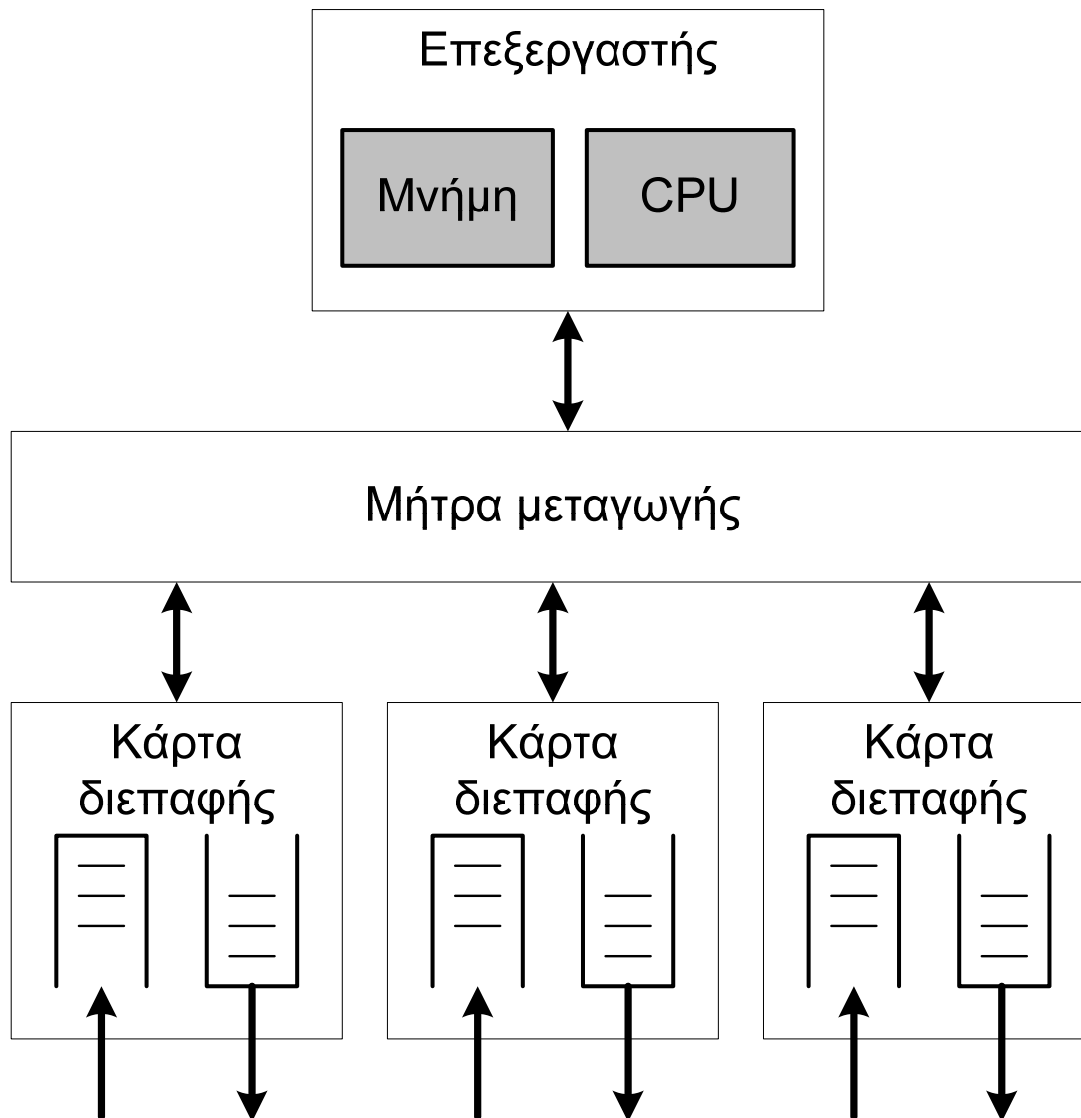 Επεξεργαστής
Μνήμη
CPU
Μήτρα μεταγωγής
Κάρτα
διεπαφής
Κάρτα
διεπαφής
Κάρτα
διεπαφής